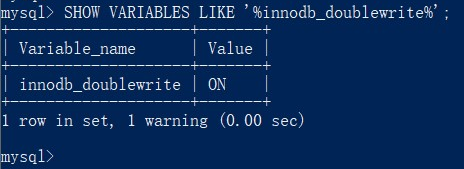 mysql> SHOW VARIABLES LIKE '%innodb_doublewrite%';
+--------------------+-------+
| Variable_name      | Value |
+--------------------+-------+
| innodb_doublewrite | ON    |
+--------------------+-------+
1 row in set, 1 warning (0.00 sec)
mysql>